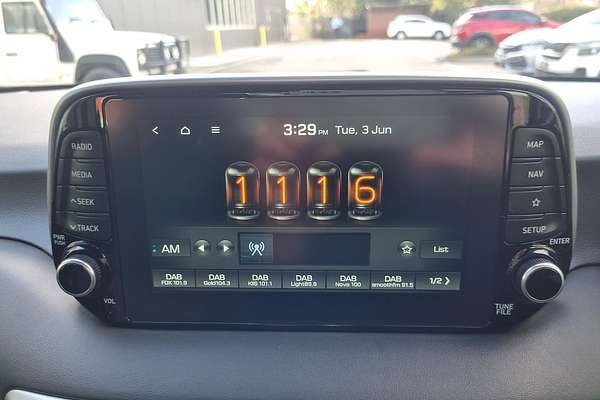 3:29 PM Tue, 3 Jun
RADIO
MEDIA
SEEK
TRACK
PWR
PUSH
VOL
1116
AM
List
DAB
FOX 101.9
DAB
Gold104.3
DAB
KIIS 101.1
DAB
Light89.9
DAB
Nova 100
DAB
smoothfm 91.5
1/2
MAP
NAV
SETUP
ENTER
TUNE
FILE